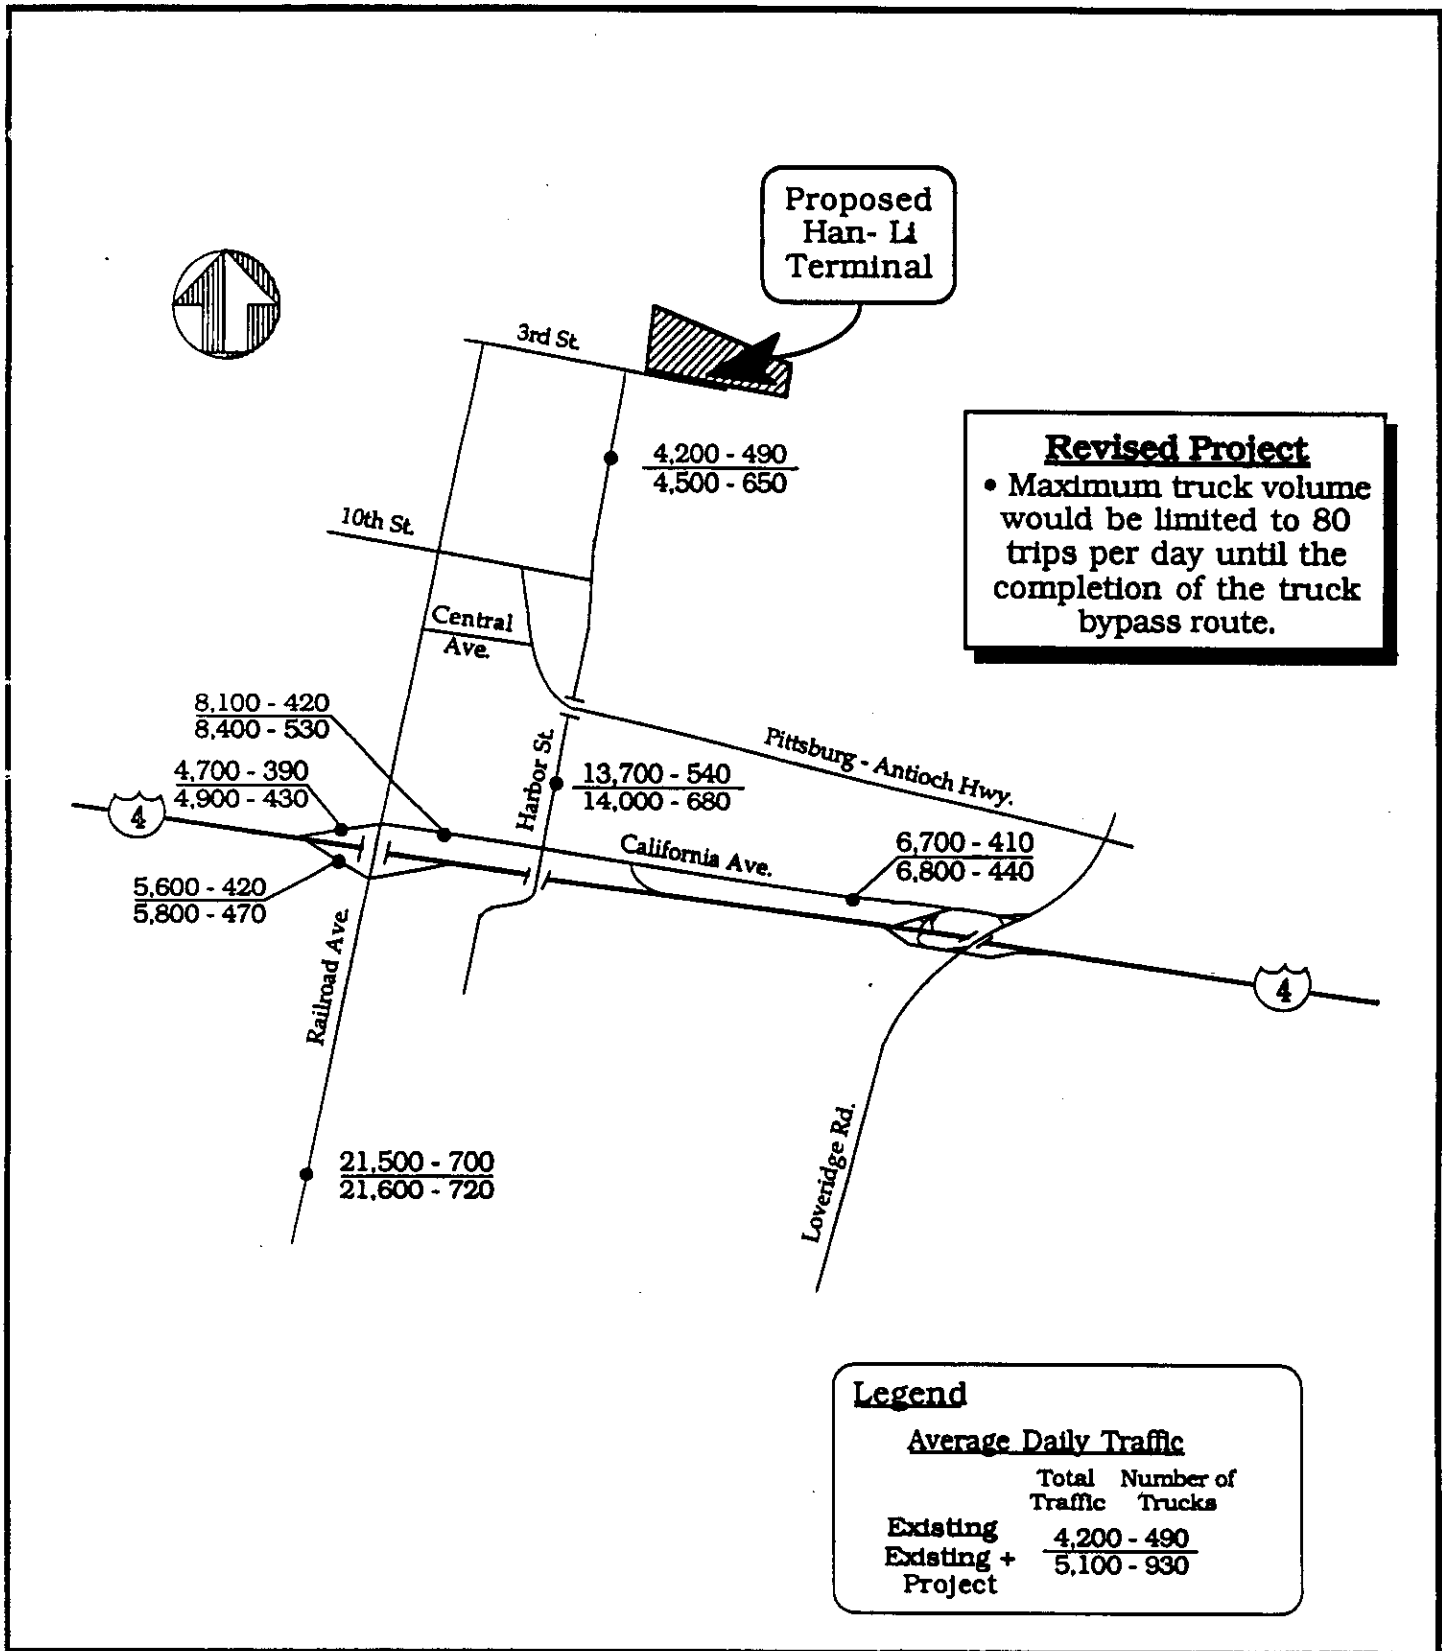 Proposed
Han- Li
Terminal
3rd St.
4,200 - 490
4,500 - 650
Revised Project
• Maximum truck volume
would be limited to 80
trips per day until the
completion of the truck
bypass route.
10th St.
Central
Ave.
8,100 - 420
8,400 - 530
4,700 - 390
4,900 - 430
Harbor St.
13,700 - 540
14,000 - 680
Pittsburg - Antioch Hwy.
4
California Ave.
6,700 - 410
6,800 - 440
5,600 - 420
5,800 - 470
Railroad Ave.
4
Loveridge Rd.
21,500 - 700
21,600 - 720
Legend
Average Daily Traffic
Total Number of
Traffic Trucks
Existing 4,200 - 490
Existing + 5,100 - 930
Project